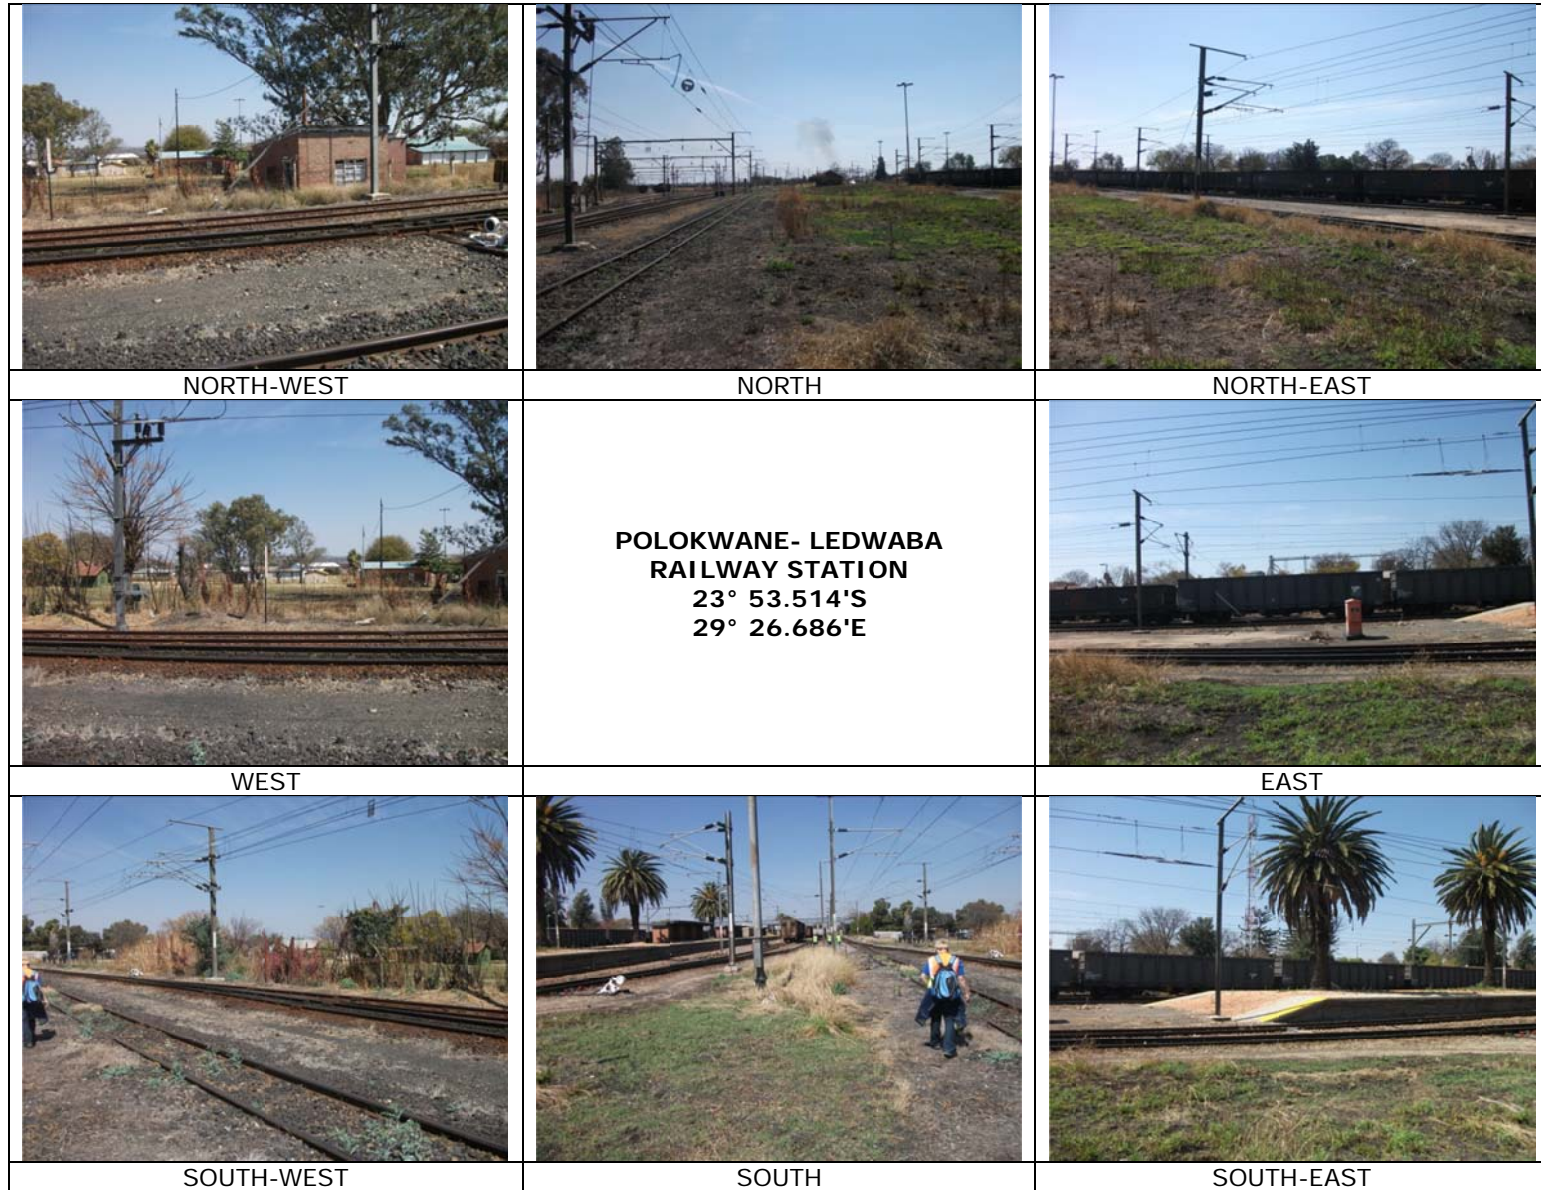 NORTH-WEST
NORTH
NORTH-EAST
POLOKWANE- LEDWABA
RAILWAY STATION
23° 53.514'S
29° 26.686'E
WEST
EAST
SOUTH-WEST
SOUTH
SOUTH-EAST